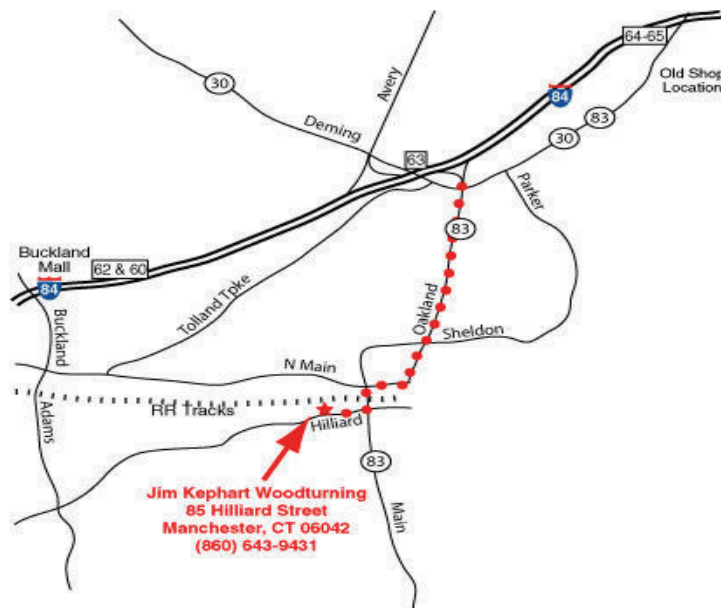 64-65
Old Shop
Location
84
30
83
30
Avery
Deming
63
Parker
83
Buckland
Mall
62 & 60
84
Tolland Tpke
Buckland
Oakland
Sheldon
N Main
RR Tracks
Adams
Hilliard
83
Main
Jim Kephart Woodturning
85 Hilliard Street
Manchester, CT 06042
(860) 643-9431